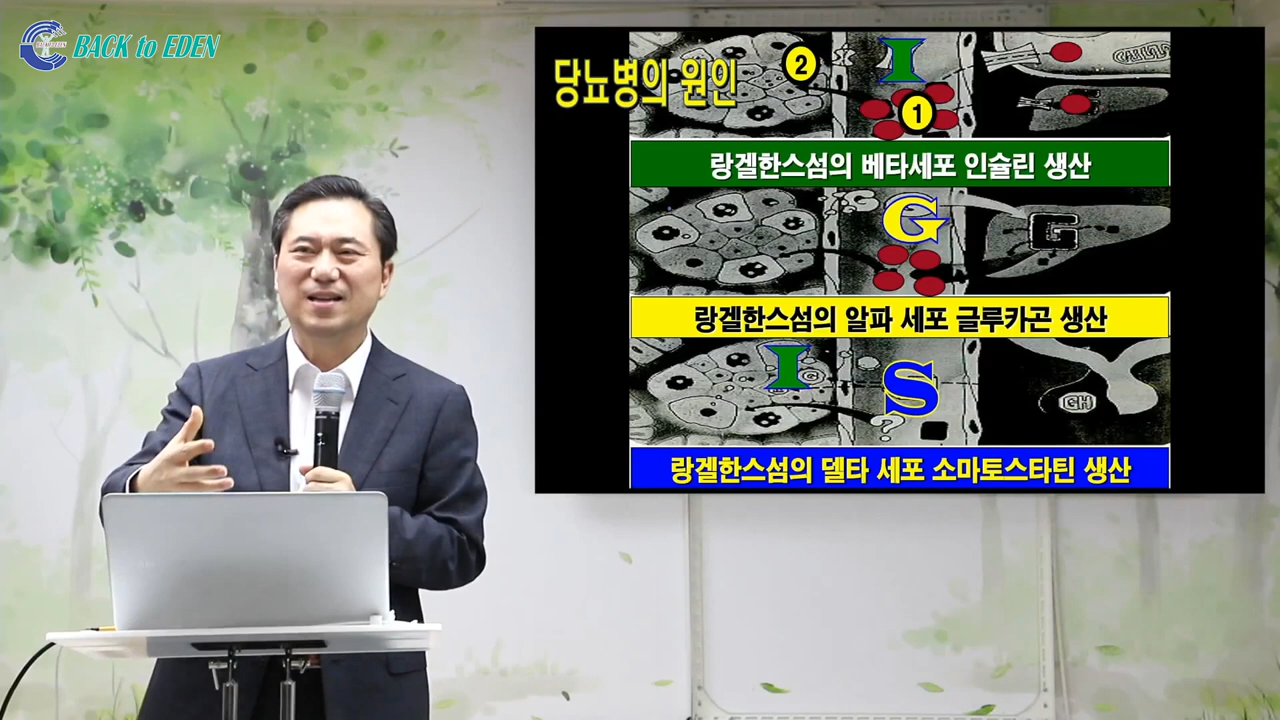 BACK to EDEN
당뇨병의 원인
2
I
1
랑겔한스섬의 베타세포 인슐린 생산
G
G
랑겔한스섬의 알파 세포 글루카곤 생산
I
S
?
GH
랑겔한스섬의 델타 세포 소마토스타틴 생산